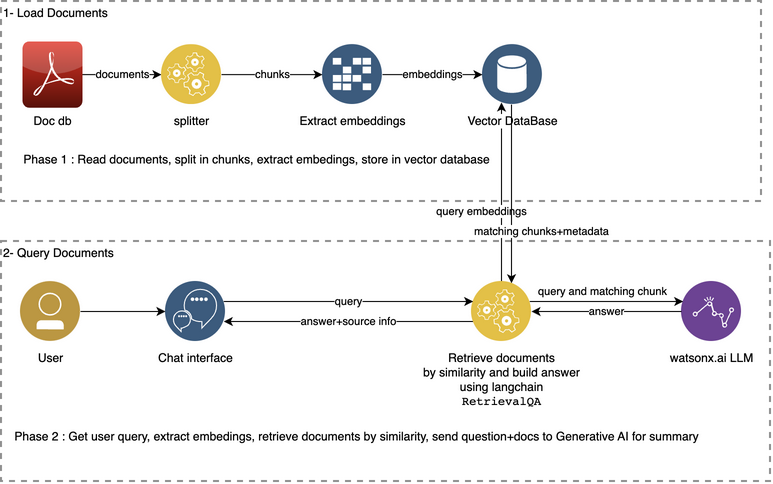 1- Load Documents
documents
chunks
embeddings
Doc db
splitter
Extract embeddings
Vector DataBase
Phase 1 : Read documents, split in chunks, extract embedings, store in vector database
query embeddings
matching chunks+metadata
2- Query Documents
query
answer+source info
query and matching chunk
answer
User
Chat interface
Retrieve documents
by similarity and build answer
using langchain
RetrievalQA
watsonx.ai LLM
Phase 2 : Get user query, extract embedings, retrieve documents by similarity, send question+docs to Generative AI for summary